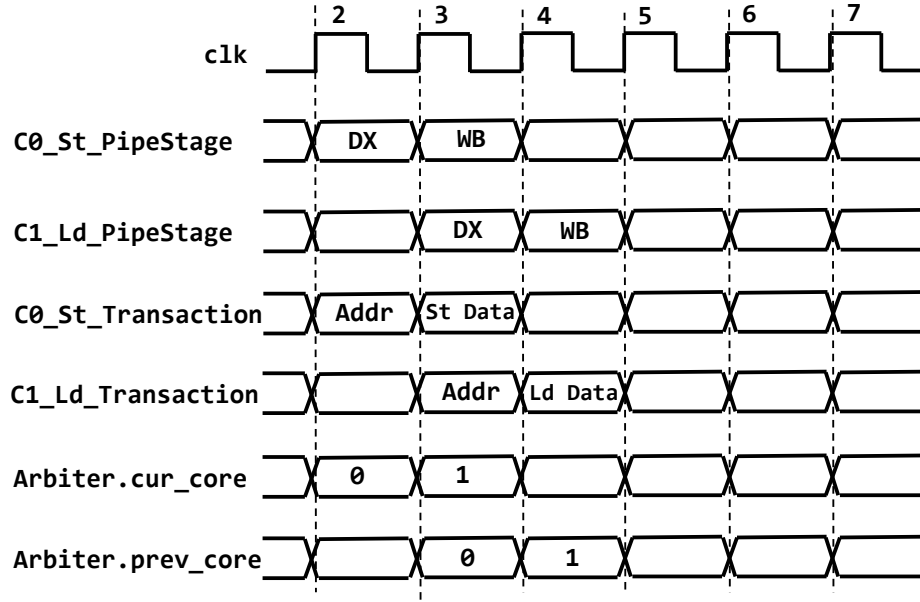 2 3 4 5 6 7
clk
C0_St_PipeStage DX WB
C1_Ld_PipeStage DX WB
C0_St_Transaction Addr St Data
C1_Ld_Transaction Addr Ld Data
Arbiter.cur_core 0 1
Arbiter.prev_core 0 1